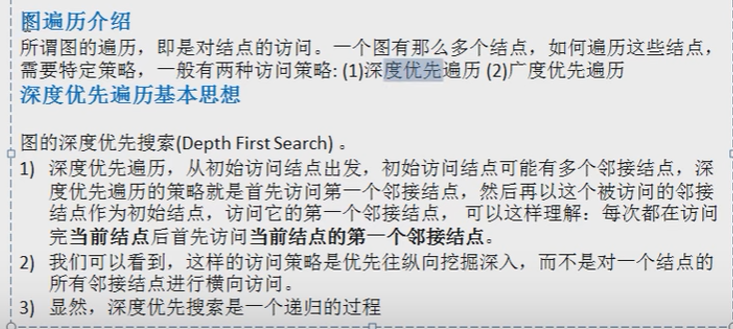 图遍历介绍
所谓图的遍历，即是对结点的访问。一个图有那么多个结点，如何遍历这些结点，
需要特定策略，一般有两种访问策略: (1)深度优先遍历 (2)广度优先遍历
深度优先遍历基本思想
图的深度优先搜索(Depth First Search) 。
1) 深度优先遍历，从初始访问结点出发，初始访问结点可能有多个邻接结点，深
度优先遍历的策略就是首先访问第一个邻接结点，然后再以这个被访问的邻接
结点作为初始结点，访问它的第一个邻接结点， 可以这样理解：每次都在访问
完当前结点后首先访问当前结点的第一个邻接结点。
2) 我们可以看到，这样的访问策略是优先往纵向挖掘深入，而不是对一个结点的
所有邻接结点进行横向访问。
3) 显然，深度优先搜索是一个递归的过程